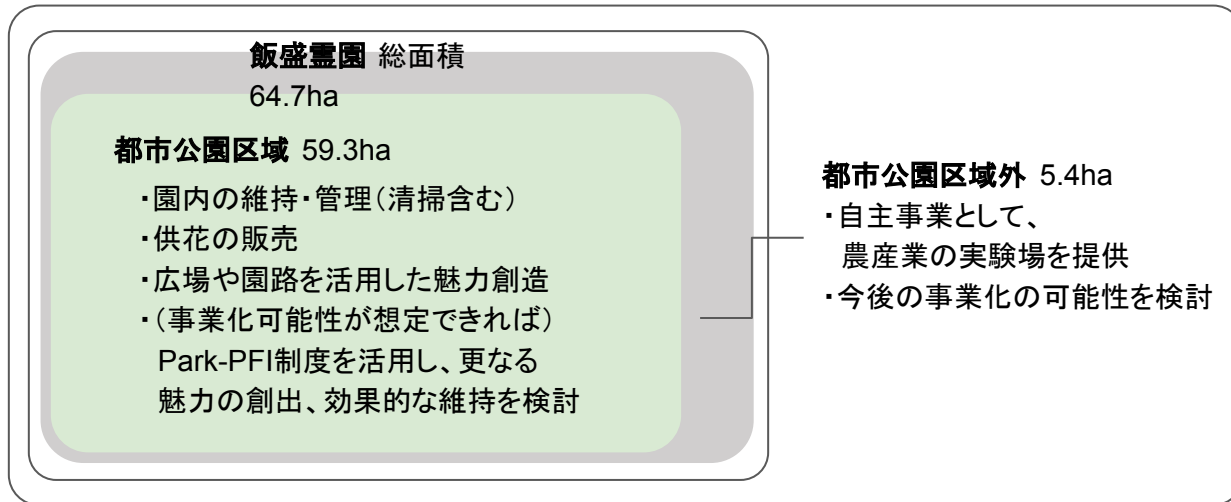 飯盛霊園 総面積
64.7ha
都市公園区域 59.3ha
・園内の維持・管理（清掃含む）
・供花の販売
・広場や園路を活用した魅力創造
・（事業化可能性が想定できれば）
Park-PFI制度を活用し、更なる
魅力の創出、効果的な維持を検討
都市公園区域外 5.4ha
・自主事業として、
農産業の実験場を提供
・今後の事業化の可能性を検討